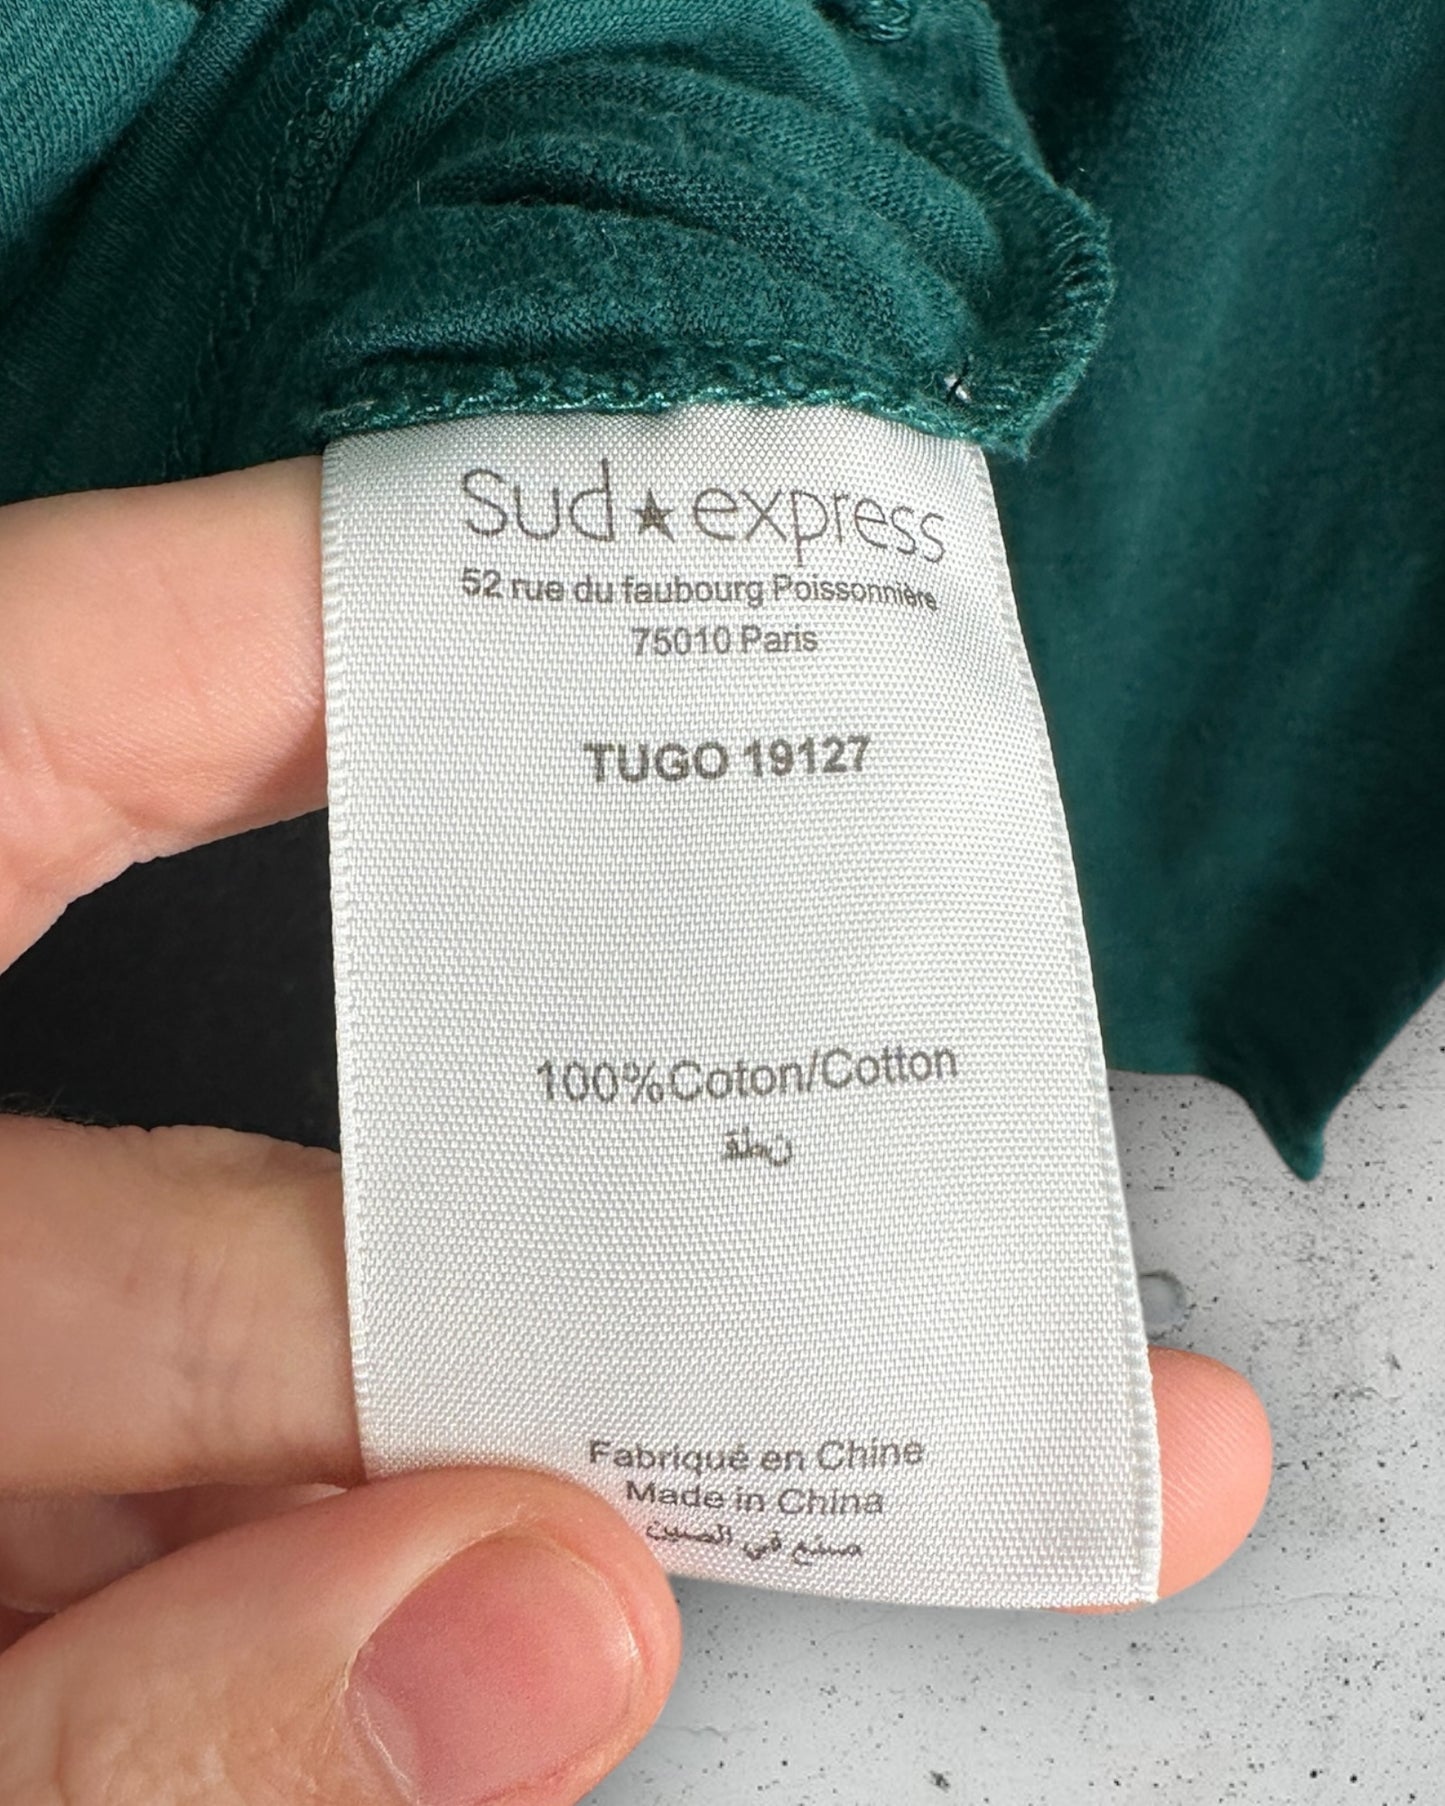 Sud★express
52 rue du faubourg Poissonnière
75010 Paris
TUGO 19127
100%Coton/Cotton
قطن
Fabriqué en Chine
Made in China
صنع في الصين